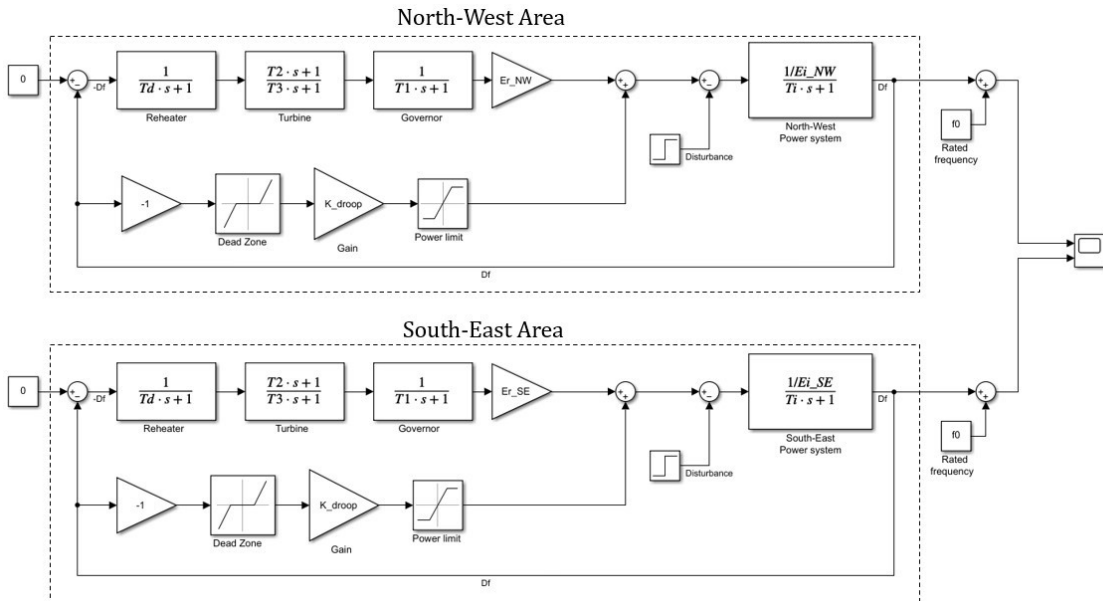 North-West Area
0
-Df
1
Td · s + 1
Reheater
T2 · s + 1
T3 · s + 1
Turbine
1
T1 · s + 1
Governor
Er_NW
Disturbance
1/Ei_NW
Ti · s + 1
North-West
Power system
Df
f0
Rated
frequency
-1
Dead Zone
K_droop
Gain
Power limit
Df
South-East Area
0
-Df
1
Td · s + 1
Reheater
T2 · s + 1
T3 · s + 1
Turbine
1
T1 · s + 1
Governor
Er_SE
Disturbance
1/Ei_SE
Ti · s + 1
South-East
Power system
Df
f0
Rated
frequency
-1
Dead Zone
K_droop
Gain
Power limit
Df